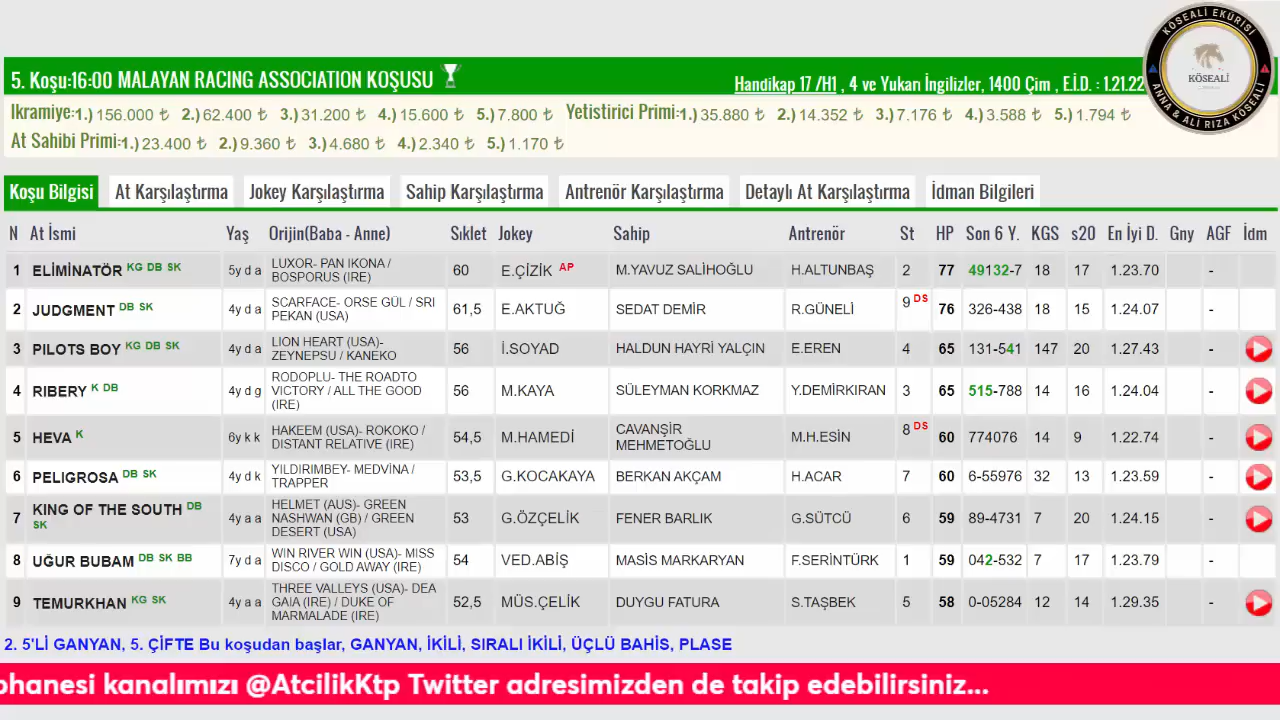 KÖSEALİ EKÜRİSİ
KÖSEALİ
ANNA & ALİ RIZA KÖSEALİ
5. Koşu:16:00 MALAYAN RACING ASSOCIATION KOŞUSU
Handikap 17 /H1 , 4 ve Yukarı İngilizler, 1400 Çim , E.İ.D. : 1.21.22
Ikramiye:1.) 156.000 ₺ 2.) 62.400 ₺ 3.) 31.200 ₺ 4.) 15.600 ₺ 5.) 7.800 ₺ Yetistirici Primi:1.) 35.880 ₺ 2.) 14.352 ₺ 3.) 7.176 ₺ 4.) 3.588 ₺ 5.) 1.794 ₺
At Sahibi Primi:1.) 23.400 ₺ 2.) 9.360 ₺ 3.) 4.680 ₺ 4.) 2.340 ₺ 5.) 1.170 ₺
Koşu Bilgisi At Karşılaştırma Jokey Karşılaştırma Sahip Karşılaştırma Antrenör Karşılaştırma Detaylı At Karşılaştırma İdman Bilgileri
N At İsmi Yaş Orijin(Baba - Anne) Sıklet Jokey Sahip Antrenör St HP Son 6 Y. KGS s20 En İyi D. Gny AGF İdm
1 ELİMİNATÖR KG DB SK 5y d a LUXOR- PAN IKONA / BOSPORUS (IRE) 60 E.ÇİZİK AP M.YAVUZ SALİHOĞLU H.ALTUNBAŞ 2 77 49132-7 18 17 1.23.70 -
2 JUDGMENT DB SK 4y d a SCARFACE- ORSE GÜL / SRI PEKAN (USA) 61,5 E.AKTUĞ SEDAT DEMİR R.GÜNELİ 9 DS 76 326-438 18 15 1.24.07 -
3 PILOTS BOY KG DB SK 4y d a LION HEART (USA)- ZEYNEPSU / KANEKO 56 İ.SOYAD HALDUN HAYRİ YALÇIN E.EREN 4 65 131-541 147 20 1.27.43 -
4 RIBERY K DB 4y d g RODOPLU- THE ROADTO VICTORY / ALL THE GOOD (IRE) 56 M.KAYA SÜLEYMAN KORKMAZ Y.DEMİRKIRAN 3 65 515-788 14 16 1.24.04 -
5 HEVA K 6y k k HAKEEM (USA)- ROKOKO / DISTANT RELATIVE (IRE) 54,5 M.HAMEDİ CAVANŞİR MEHMETOĞLU M.H.ESİN 8 DS 60 774076 14 9 1.22.74 -
6 PELIGROSA DB SK 4y d k YILDIRIMBEY- MEDVİNA / TRAPPER 53,5 G.KOCAKAYA BERKAN AKÇAM H.ACAR 7 60 6-55976 32 13 1.23.59 -
7 KING OF THE SOUTH DB SK 4y a a HELMET (AUS)- GREEN NASHWAN (GB) / GREEN DESERT (USA) 53 G.ÖZÇELİK FENER BARLIK G.SÜTCÜ 6 59 89-4731 7 20 1.24.15 -
8 UĞUR BUBAM DB SK BB 7y d a WIN RIVER WIN (USA)- MISS DISCO / GOLD AWAY (IRE) 54 VED.ABİŞ MASİS MARKARYAN F.SERİNTÜRK 1 59 042-532 7 17 1.23.79 -
9 TEMURKHAN KG SK 4y a a THREE VALLEYS (USA)- DEA GAIA (IRE) / DUKE OF MARMALADE (IRE) 52,5 MÜS.ÇELİK DUYGU FATURA S.TAŞBEK 5 58 0-05284 12 14 1.29.35 -
2. 5'Lİ GANYAN, 5. ÇİFTE Bu koşudan başlar, GANYAN, İKİLİ, SIRALI İKİLİ, ÜÇLÜ BAHİS, PLASE
phanesi kanalımızı @AtcilikKtp Twitter adresimizden de takip edebilirsiniz...